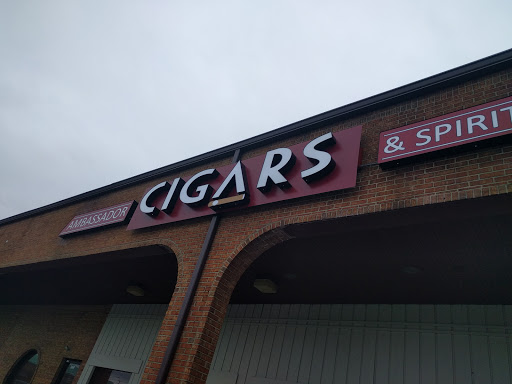 AMBASSADOR CIGARS & SPIRIT